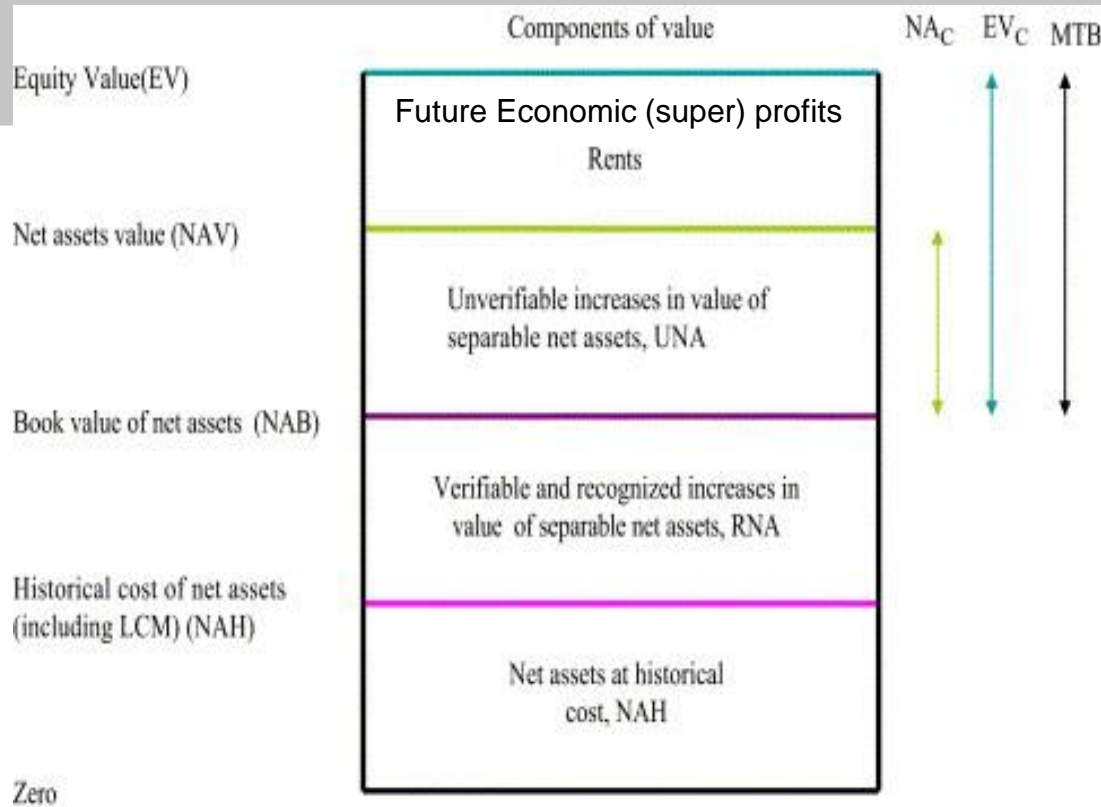 Components of value
NA_C EV_C MTB
Equity Value(EV)
Future Economic (super) profits
Rents
Net assets value (NAV)
Unverifiable increases in value of
separable net assets, UNA
Book value of net assets (NAB)
Verifiable and recognized increases in
value of separable net assets, RNA
Historical cost of net assets
(including LCM) (NAH)
Net assets at historical
cost, NAH
Zero